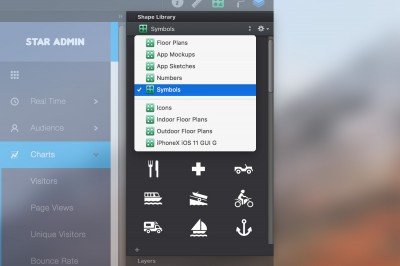 Shape Library
STAR ADMIN
Symbols
Floor Plans
App Mockups
App Sketches
Numbers
Symbols
Icons
Indoor Floor Plans
Outdoor Floor Plans
iPhoneX iOS 11 GUI G
Real Time
Audience
Charts
Visitors
Page Views
Unique Visitors
Bounce Rate
Layers